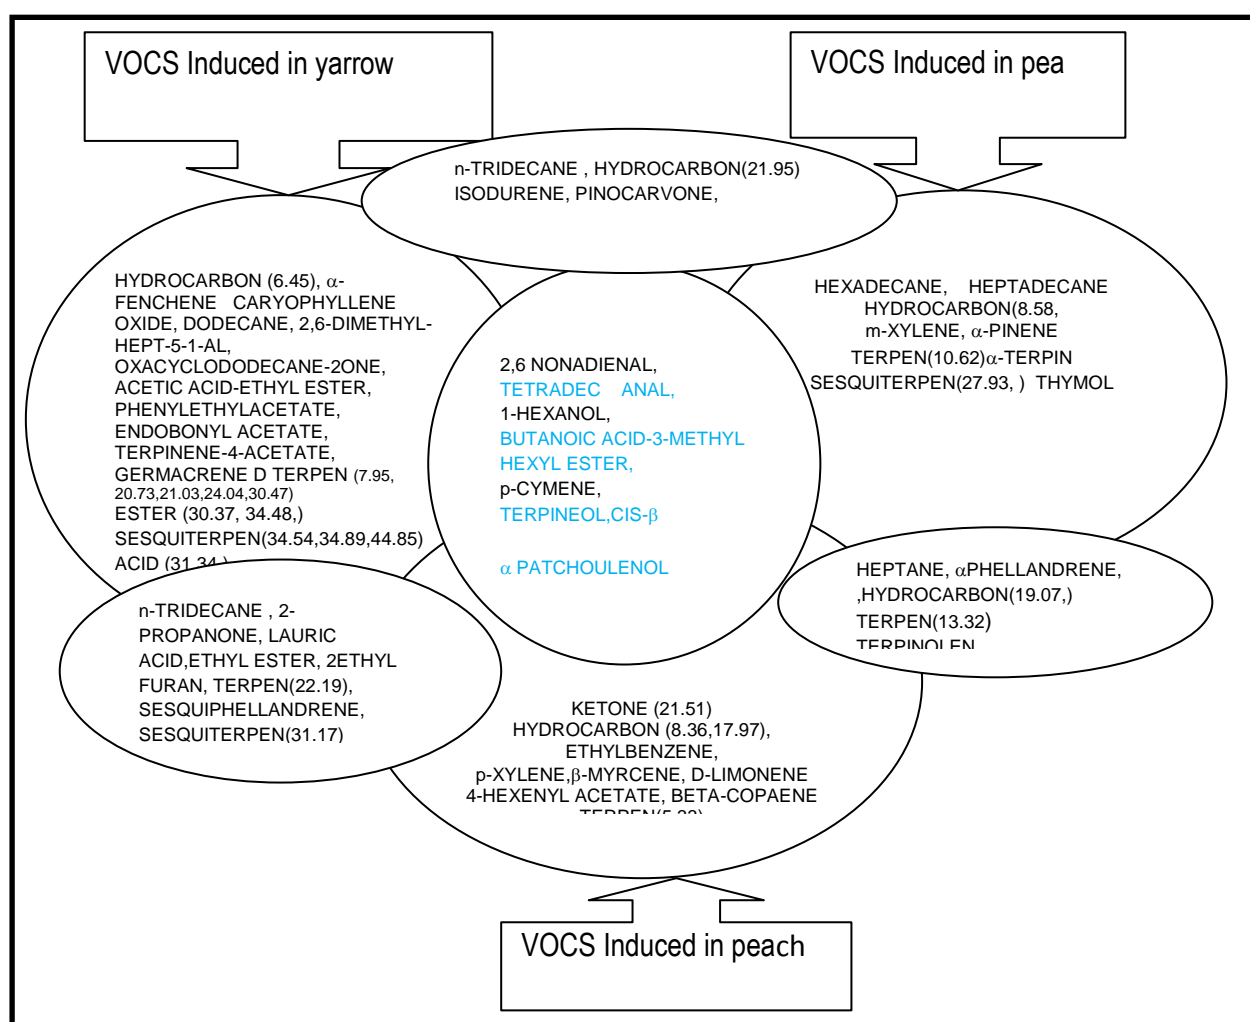 VOCS Induced in yarrow
VOCS Induced in pea
n-TRIDECANE , HYDROCARBON(21.95)
ISODURENE, PINOCARVONE,
HYDROCARBON (6.45), α-
FENCHENE CARYOPHYLLENE
OXIDE, DODECANE, 2,6-DIMETHYL-
HEPT-5-1-AL,
OXACYCLODODECANE-2ONE,
ACETIC ACID-ETHYL ESTER,
PHENYLETHYLACETATE,
ENDOBONYL ACETATE,
TERPINENE-4-ACETATE,
GERMACRENE D TERPEN (7.95,
20.73,21.03,24.04,30.47)
ESTER (30.37, 34.48,)
SESQUITERPEN(34.54,34.89,44.85)
ACID (31.34,)
HEXADECANE, HEPTADECANE
HYDROCARBON(8.58,
m-XYLENE, α-PINENE
TERPEN(10.62)α-TERPIN
SESQUITERPEN(27.93, ) THYMOL
2,6 NONADIENAL,
TETRADEC ANAL,
1-HEXANOL,
BUTANOIC ACID-3-METHYL
HEXYL ESTER,
p-CYMENE,
TERPINEOL,CIS-β
α PATCHOULENOL
HEPTANE, αPHELLANDRENE,
,HYDROCARBON(19.07,)
TERPEN(13.32)
TERPINOLEN
n-TRIDECANE , 2-
PROPANONE, LAURIC
ACID,ETHYL ESTER, 2ETHYL
FURAN, TERPEN(22.19),
SESQUIPHELLANDRENE,
SESQUITERPEN(31.17)
KETONE (21.51)
HYDROCARBON (8.36,17.97),
ETHYLBENZENE,
p-XYLENE,β-MYRCENE, D-LIMONENE
4-HEXENYL ACETATE, BETA-COPAENE
VOCS Induced in peach